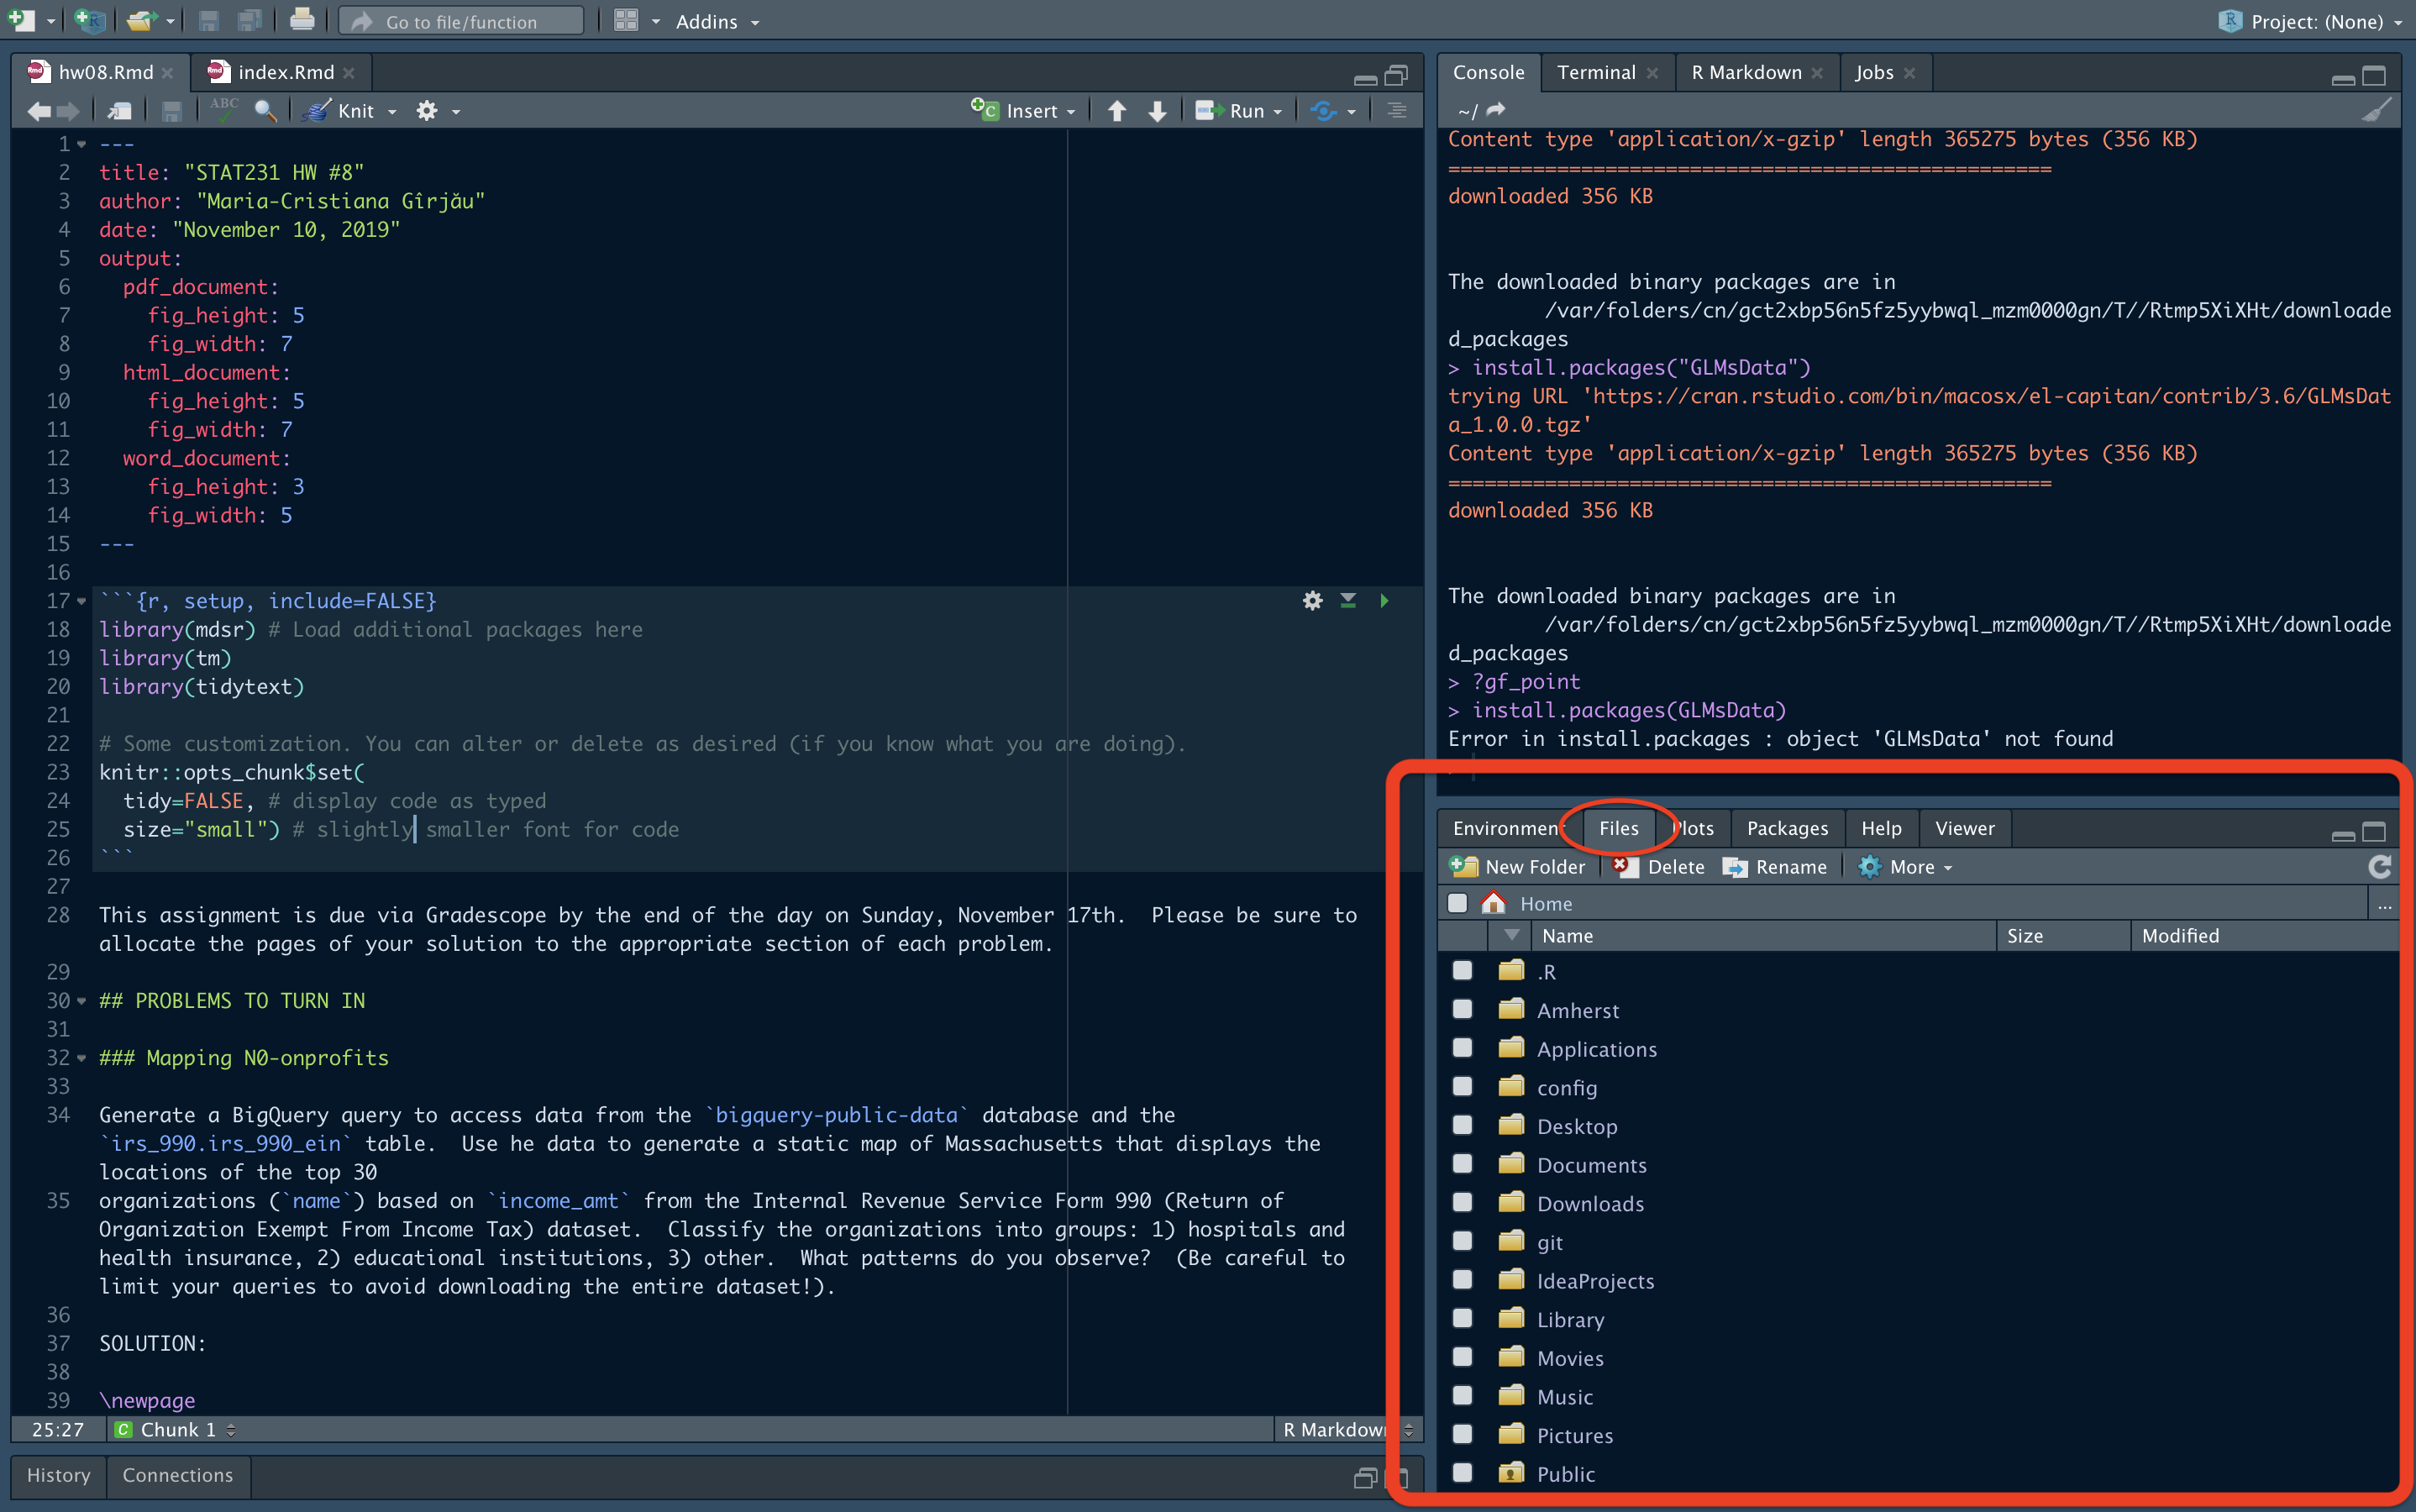 Go to file/function
Addins
Project: (None)
hw08.Rmd
index.Rmd
ABC
Knit
Insert
Run
1 ---
2 title: "STAT231 HW #8"
3 author: "Maria-Cristiana Gîrjău"
4 date: "November 10, 2019"
5 output:
6   pdf_document:
7     fig_height: 5
8     fig_width: 7
9   html_document:
10     fig_height: 5
11     fig_width: 7
12   word_document:
13     fig_height: 3
14     fig_width: 5
15 ---
16
17 ```{r, setup, include=FALSE}
18 library(mdsr) # Load additional packages here
19 library(tm)
20 library(tidytext)
21
22 # Some customization. You can alter or delete as desired (if you know what you are doing).
23 knitr::opts_chunk$set(
24   tidy=FALSE, # display code as typed
25   size="small") # slightly smaller font for code
26 ```
27
28 This assignment is due via Gradescope by the end of the day on Sunday, November 17th.  Please be sure to
allocate the pages of your solution to the appropriate section of each problem.
29
30 ## PROBLEMS TO TURN IN
31
32 ### Mapping N0-onprofits
33
34 Generate a BigQuery query to access data from the `bigquery-public-data` database and the
`irs_990.irs_990_ein` table.  Use he data to generate a static map of Massachusetts that displays the
locations of the top 30
35 organizations (`name`) based on `income_amt` from the Internal Revenue Service Form 990 (Return of
Organization Exempt From Income Tax) dataset.  Classify the organizations into groups: 1) hospitals and
health insurance, 2) educational institutions, 3) other.  What patterns do you observe?  (Be careful to
limit your queries to avoid downloading the entire dataset!).
36
37 SOLUTION:
38
39 \newpage
25:27
C Chunk 1
R Markdown
History
Connections
Console
Terminal
R Markdown
Jobs
~/
Content type 'application/x-gzip' length 365275 bytes (356 KB)
==================================================
downloaded 356 KB
The downloaded binary packages are in
/var/folders/cn/gct2xbp56n5fz5yybwql_mzm0000gn/T//Rtmp5XiXHt/downloade
d_packages
> install.packages("GLMsData")
trying URL 'https://cran.rstudio.com/bin/macosx/el-capitan/contrib/3.6/GLMsDat
a_1.0.0.tgz'
Content type 'application/x-gzip' length 365275 bytes (356 KB)
==================================================
downloaded 356 KB
The downloaded binary packages are in
/var/folders/cn/gct2xbp56n5fz5yybwql_mzm0000gn/T//Rtmp5XiXHt/downloade
d_packages
> ?gf_point
> install.packages(GLMsData)
Error in install.packages : object 'GLMsData' not found
Environment
Files
Plots
Packages
Help
Viewer
New Folder
Delete
Rename
More
Home
...
Name
Size
Modified
.R
Amherst
Applications
config
Desktop
Documents
Downloads
git
IdeaProjects
Library
Movies
Music
Pictures
Public